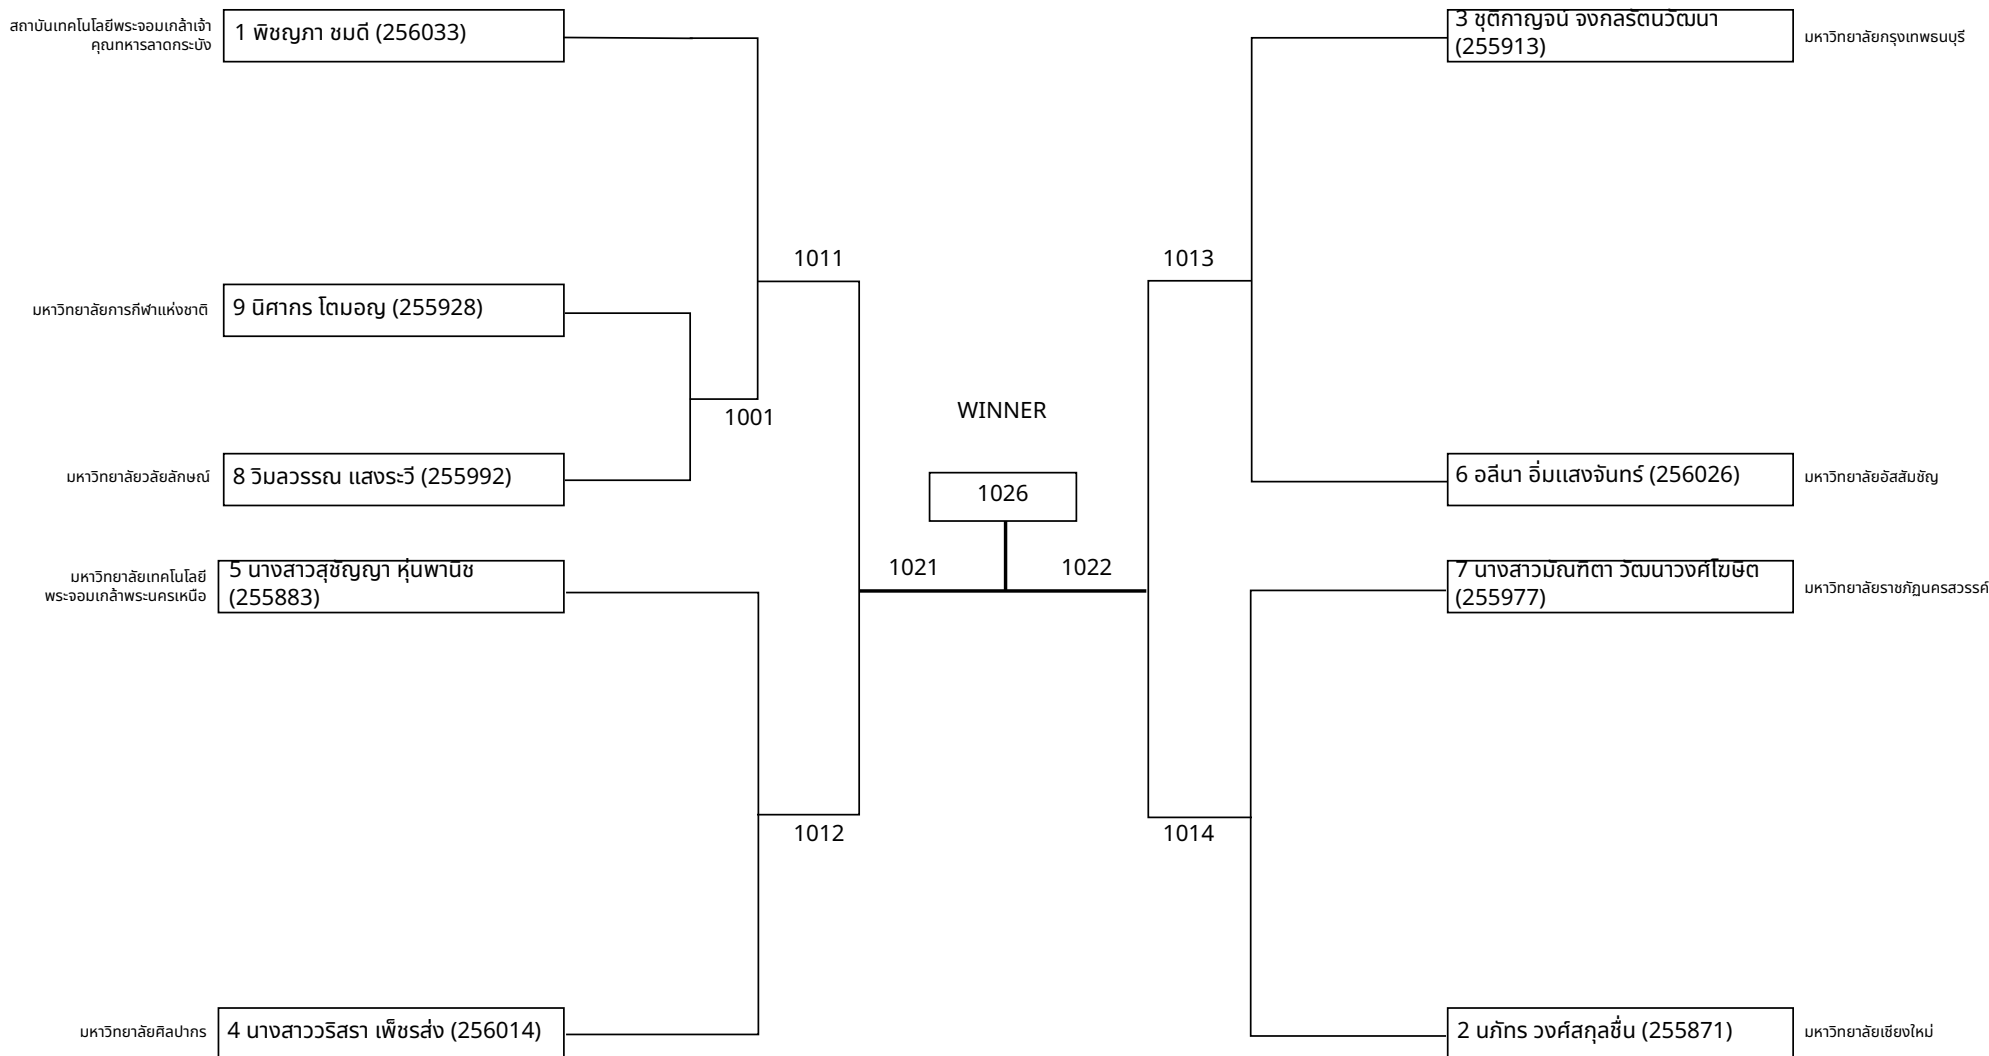 สถาบันเทคโนโลยีพระจอมเกล้าเจ้า
คุณทหารลาดกระบัง
1 พิชญภา ชมดี (256033)
3 ชุติกาญจน์ จงกลรัตนวัฒนา
(255913)
มหาวิทยาลัยกรุงเทพธนบุรี
1011
1013
มหาวิทยาลัยการกีฬาแห่งชาติ
9 นิศากร โตมอญ (255928)
WINNER
1001
มหาวิทยาลัยวลัยลักษณ์
8 วิมลวรรณ แสงระวี (255992)
1026
6 อลีนา อิ่มแสงจันทร์ (256026)
มหาวิทยาลัยอัสสัมชัญ
1021
1022
มหาวิทยาลัยเทคโนโลยี
พระจอมเกล้าพระนครเหนือ
5 นางสาวสุชัญญา หุ่นพานิช
(255883)
7 นางสาวมัณฑิตา วัฒนาวงศ์โฆษิต
(255977)
มหาวิทยาลัยราชภัฏนครสวรรค์
1012
1014
มหาวิทยาลัยศิลปากร
4 นางสาววริสรา เพ็ชรส่ง (256014)
2 นภัทร วงศ์สกุลชื่น (255871)
มหาวิทยาลัยเชียงใหม่